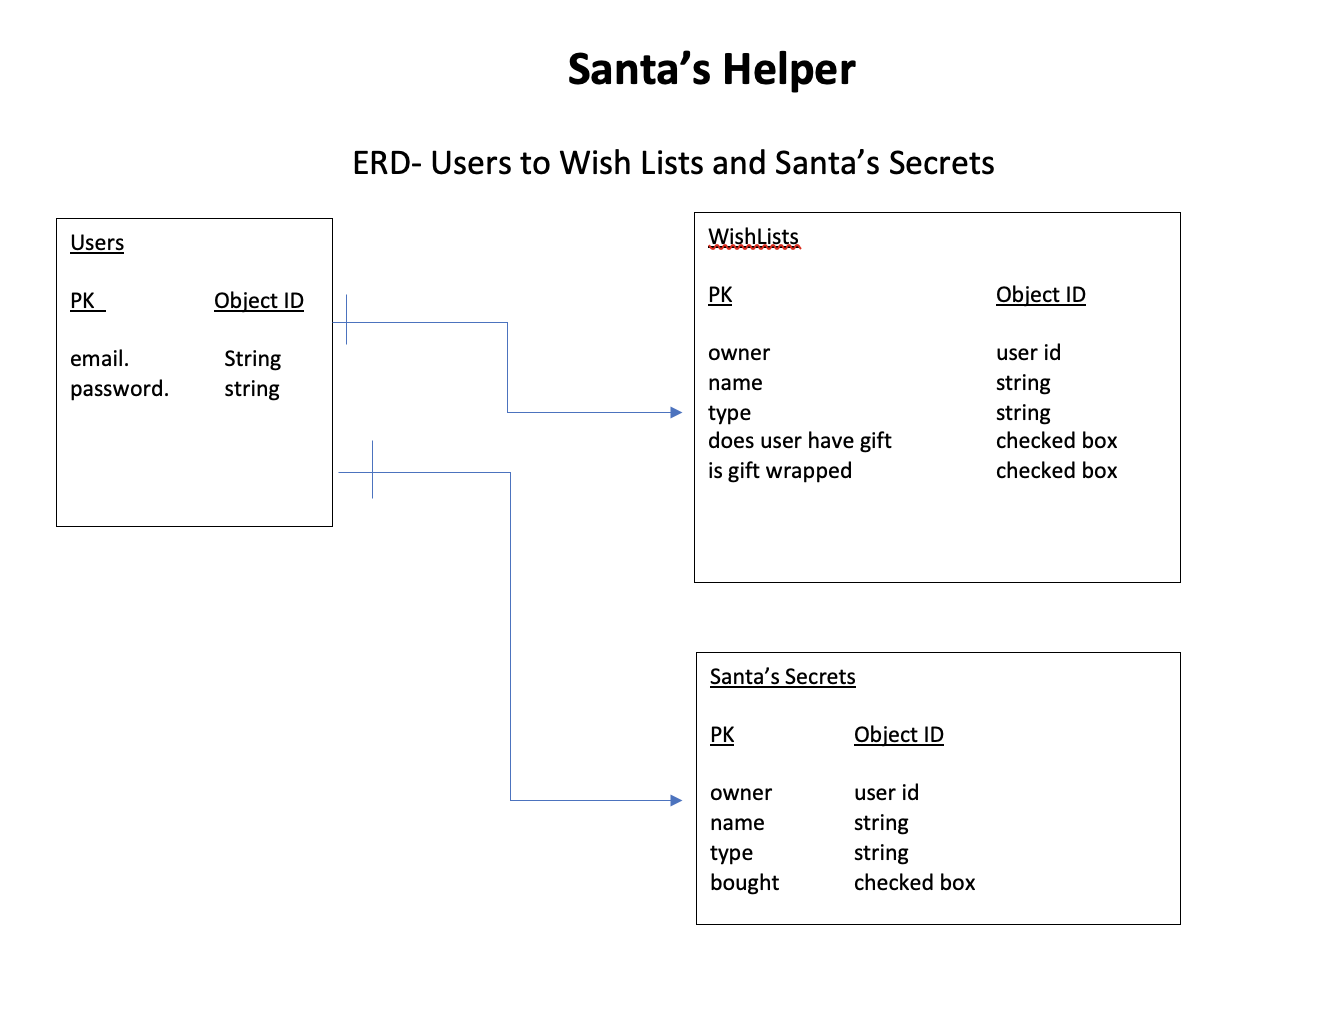 Santa’s Helper
ERD- Users to Wish Lists and Santa’s Secrets
Users
PK Object ID
email. String
password. string
WishLists
PK Object ID
owner user id
name string
type string
does user have gift checked box
is gift wrapped checked box
Santa’s Secrets
PK Object ID
owner user id
name string
type string
bought checked box